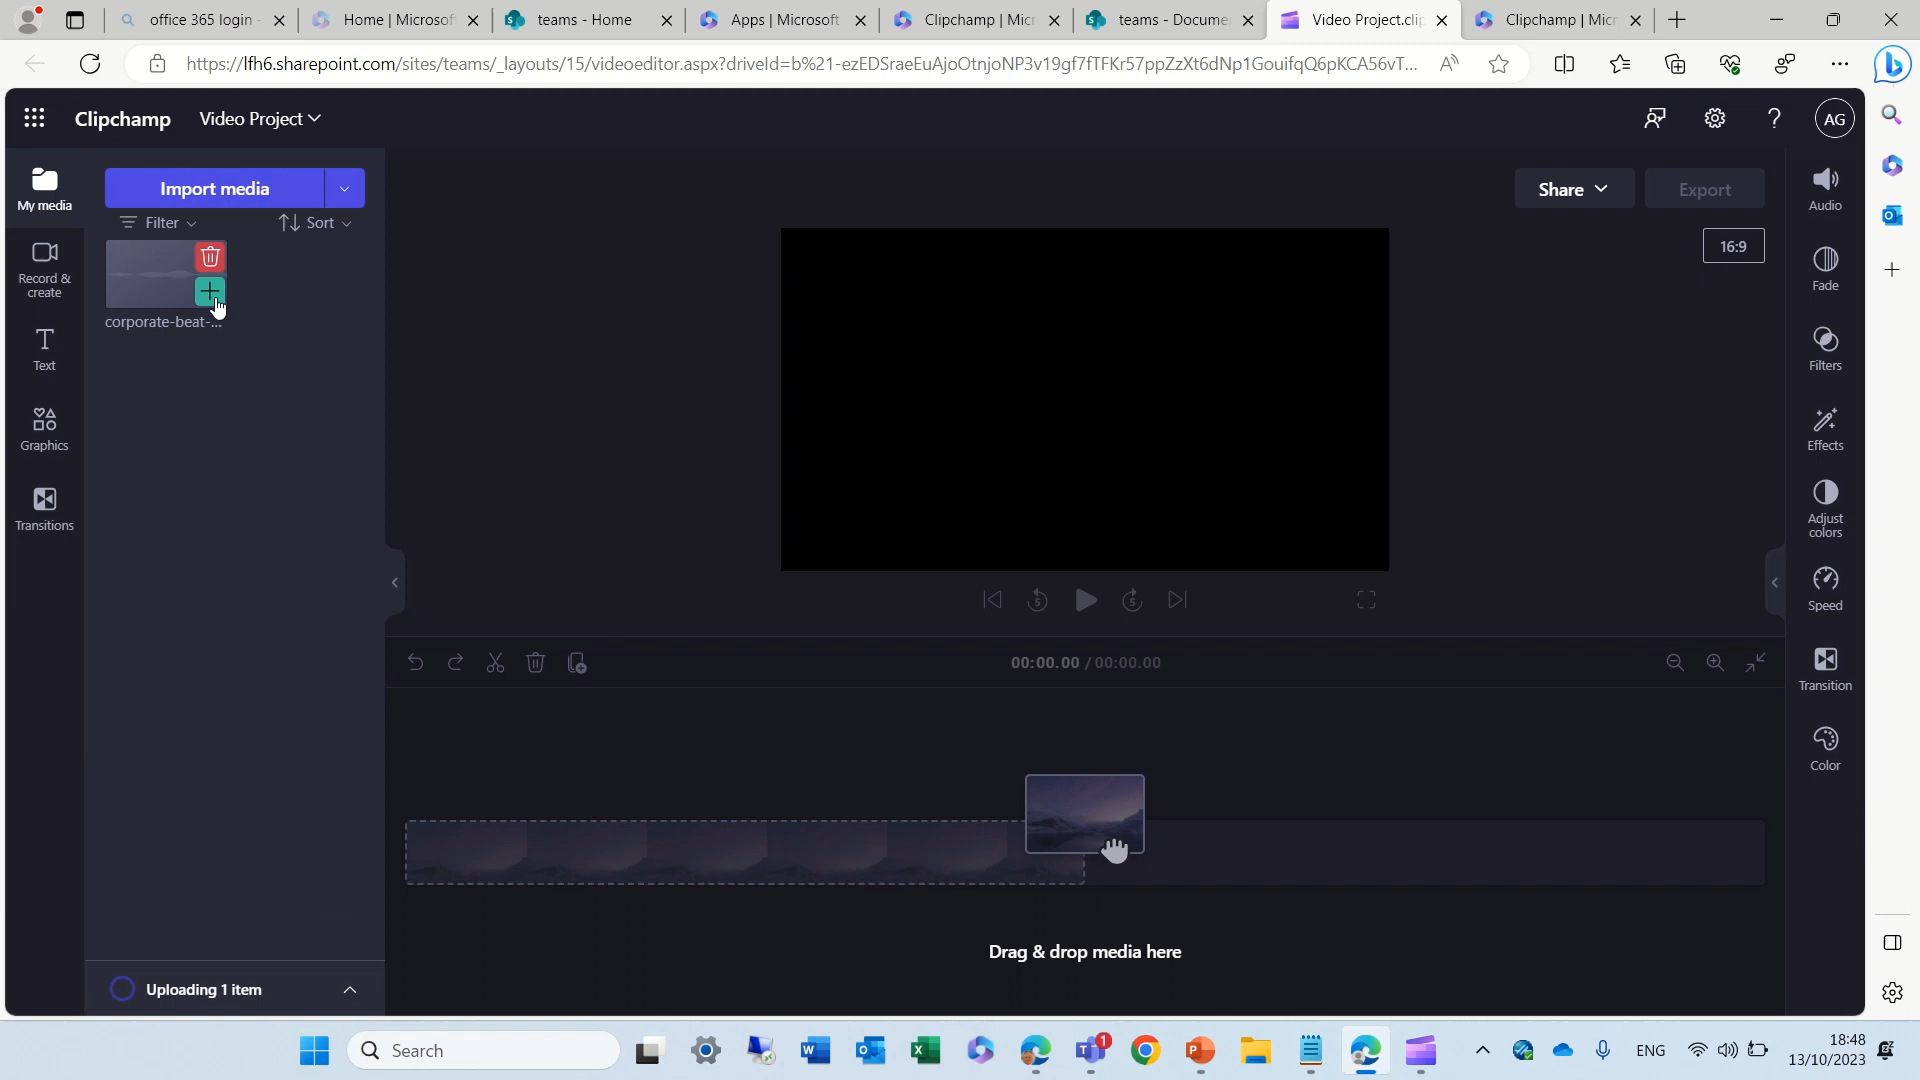 office 365 login -
Home | Microsof
teams - Home
Apps | Microsoft
Clipchamp | Micr
teams - Docume
Video Project.clip
Clipchamp | Micr
https://lfh6.sharepoint.com/sites/teams/_layouts/15/videoeditor.aspx?driveId=b%21-ezEDSraeEuAjoOtnjoNP3v19gf7fTFKr57ppZzXt6dNp1GouifqQ6pKCA56vT...
Clipchamp
Video Project
AG
My media
Import media
Filter
Sort
corporate-beat-...
Record &
create
Text
Graphics
Transitions
Share
Export
16:9
Audio
Fade
Filters
Effects
Adjust
colors
Speed
Transition
Color
5
5
00:00.00 / 00:00.00
Drag & drop media here
Uploading 1 item
Search
1
ENG
18:48
13/10/2023